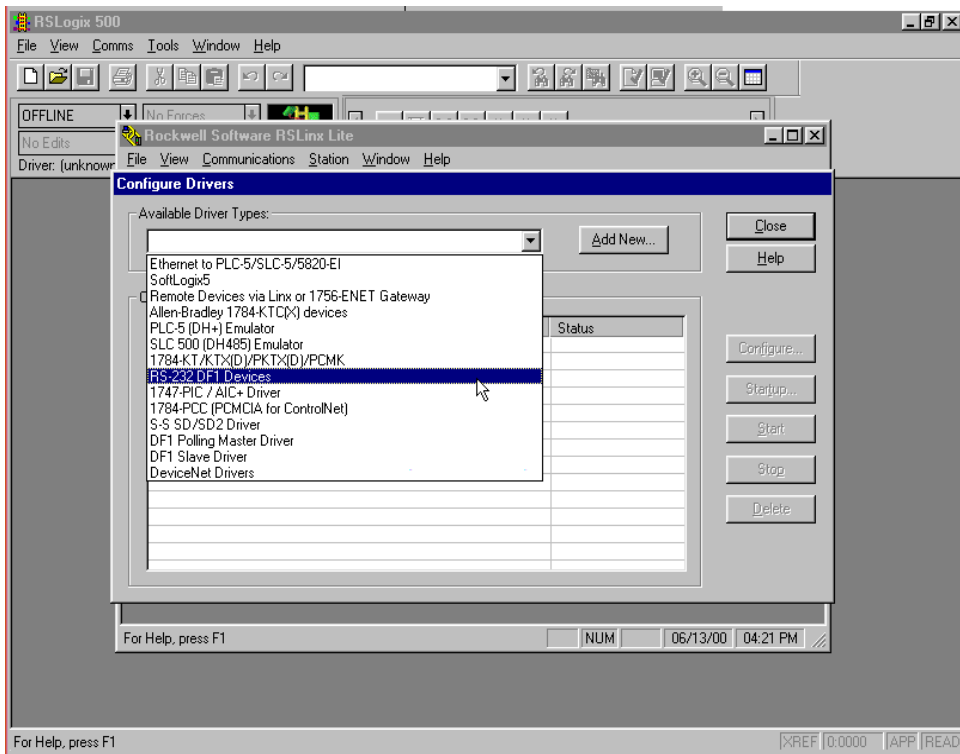 RSLogix 500
File View Comms Tools Window Help
OFFLINE
No Forces
No Edits
Driver: (unknown
Rockwell Software RSLinx Lite
File View Communications Station Window Help
Configure Drivers
Available Driver Types:
Add New...
Close
Help
Ethernet to PLC-5/SLC-5/5820-EI
SoftLogix5
Remote Devices via Linx or 1756-ENET Gateway
Allen-Bradley 1784-KTC(X) devices
PLC-5 (DH+) Emulator
SLC 500 (DH485) Emulator
1784-KT/KTX(D)/PKTX(D)/PCMK
RS-232 DF1 Devices
1747-PIC / AIC+ Driver
1784-PCC (PCMCIA for ControlNet)
S-S SD/SD2 Driver
DF1 Polling Master Driver
DF1 Slave Driver
DeviceNet Drivers
Status
Configure...
Startup...
Start
Stop
Delete
For Help, press F1
NUM
06/13/00
04:21 PM
For Help, press F1
XREF
0:0000
APP
READ